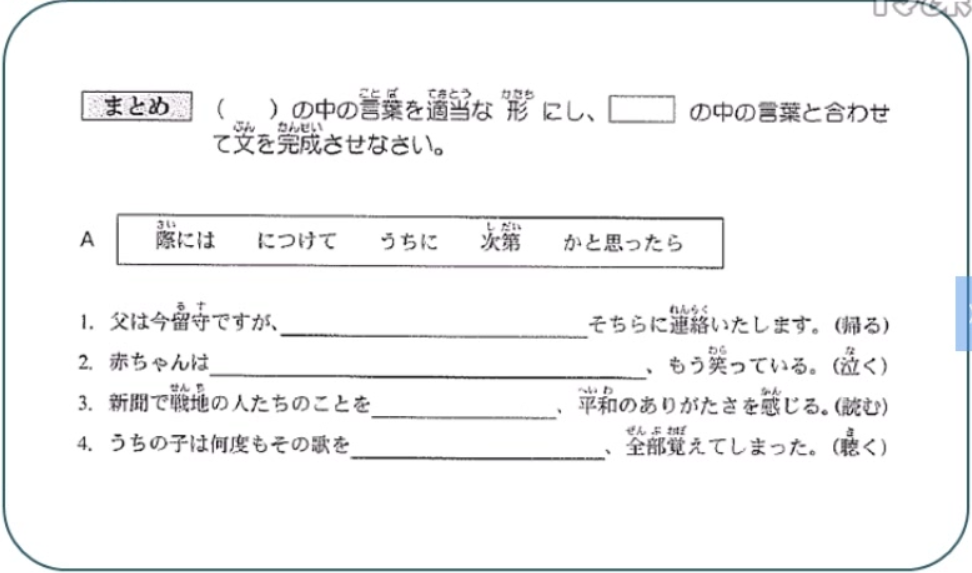 まとめ （　）の中の言葉を適当な 形 にし、　　　の中の言葉と合わせ
て文を完成させなさい。
A 際には につけて うちに 次第 かと思ったら
1. 父は今留守ですが、＿＿＿＿＿＿＿＿そちらに連絡いたします。(帰る)
2. 赤ちゃんは＿＿＿＿＿＿＿＿、もう笑っている。(泣く)
3. 新聞で戦地の人たちのことを＿＿＿＿＿＿＿＿、平和のありがたさを感じる。(読む)
4. うちの子は何度もその歌を＿＿＿＿＿＿＿＿、全部覚えてしまった。(聴く)